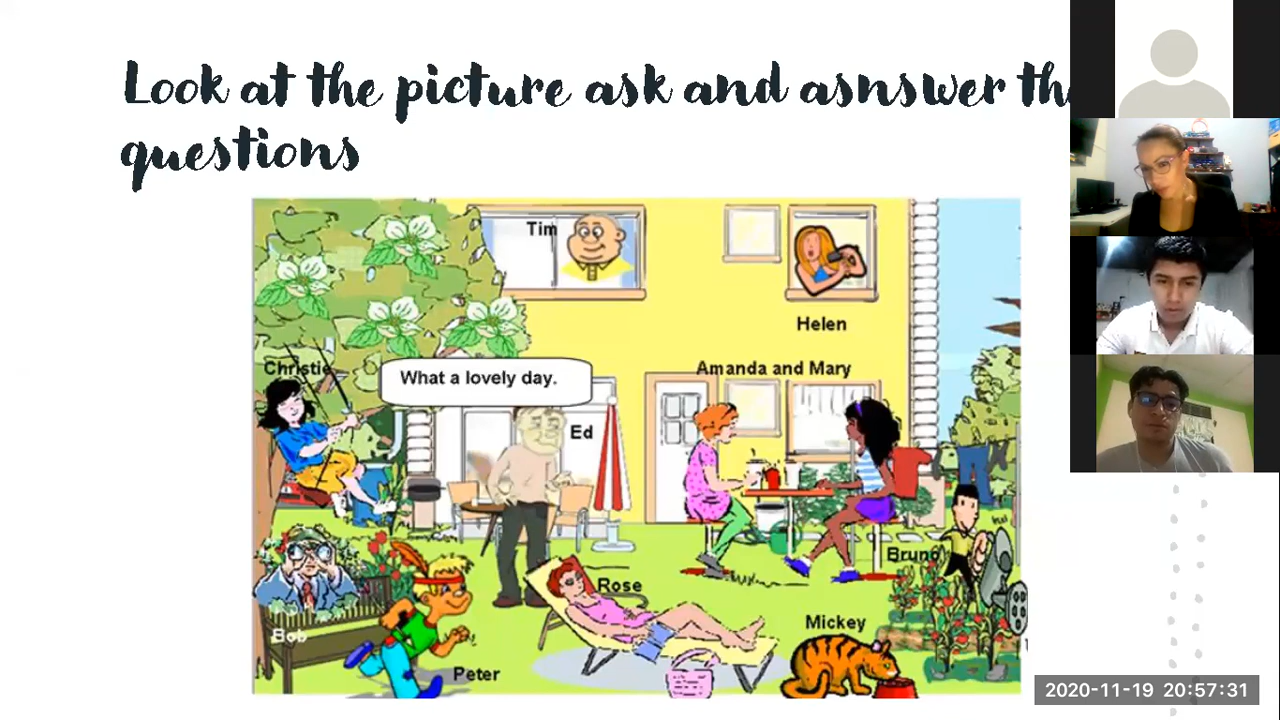 Look at the picture ask and asnswer th
questions
Tim
Helen
Christie
Amanda and Mary
What a lovely day.
Ed
Bruno
Rose
Bob
Mickey
Peter
2020-11-19 20:57:31